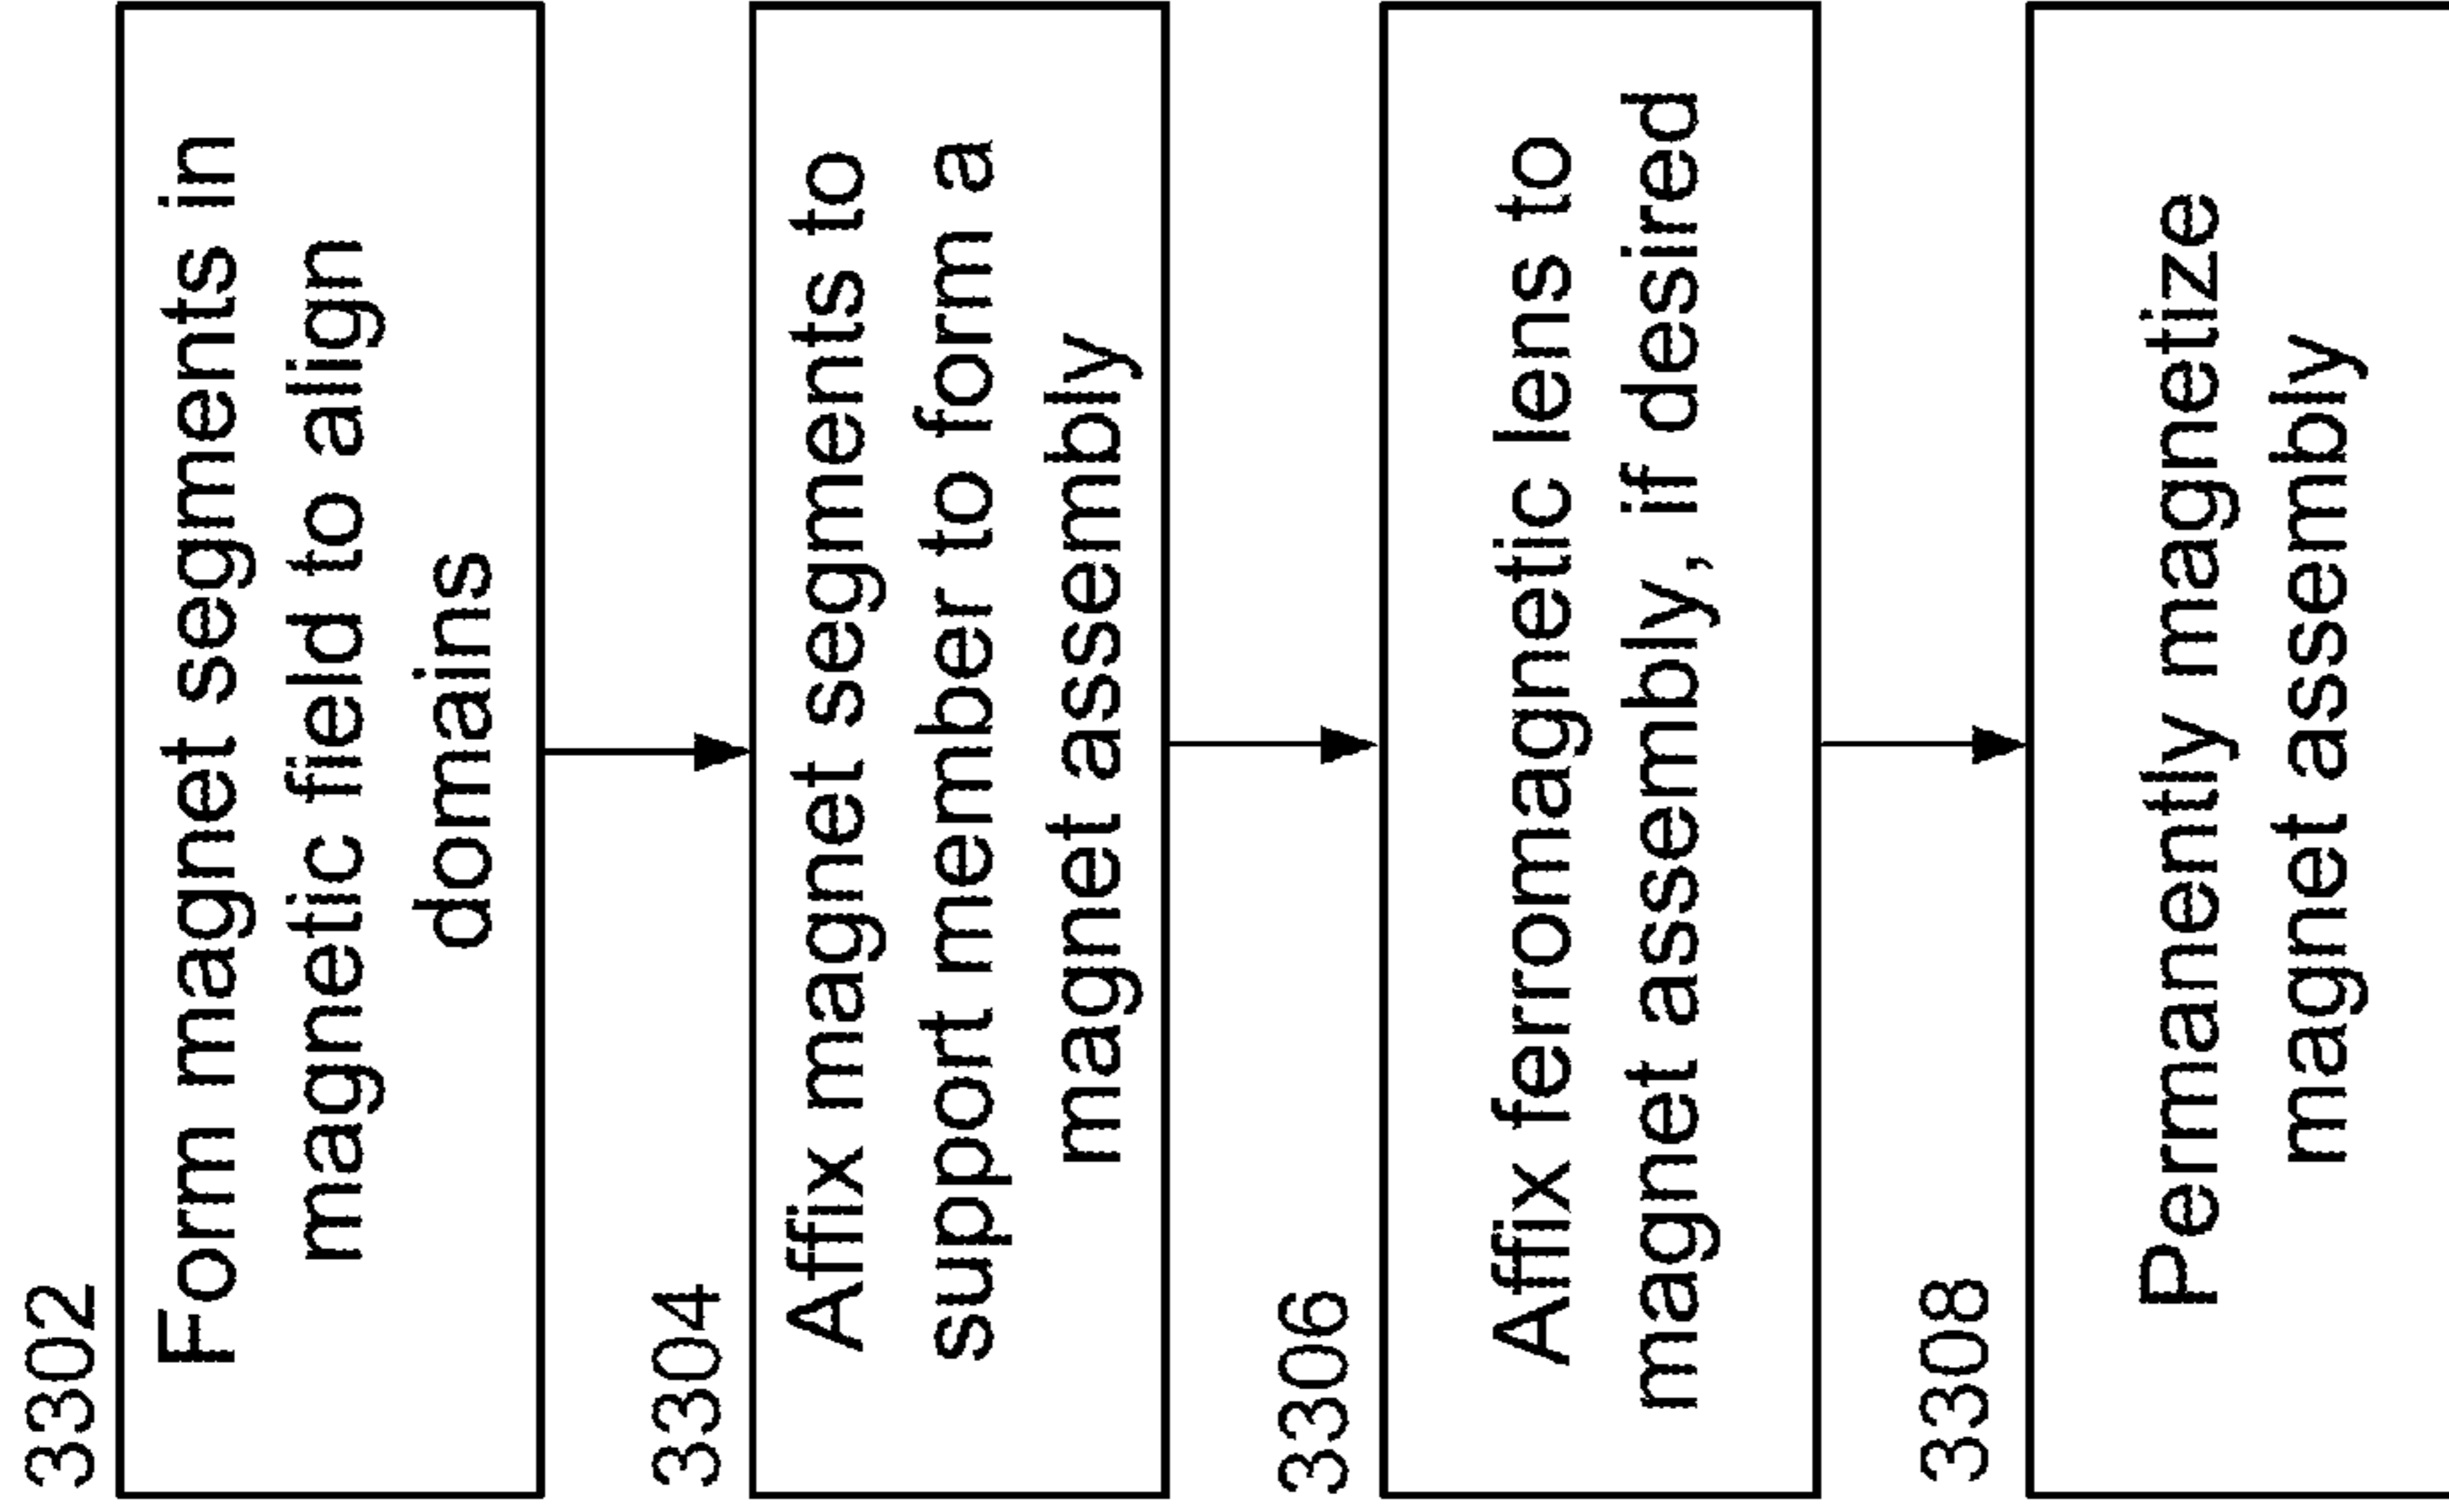 3302
Form magnet segments in
magnetic field to align
domains
3304
Affix magnet segments to
support member to form a
magnet assembly
3306
Affix ferromagnetic lens to
magnet assembly, if desired
3308
Permanently magnetize
magnet assembly